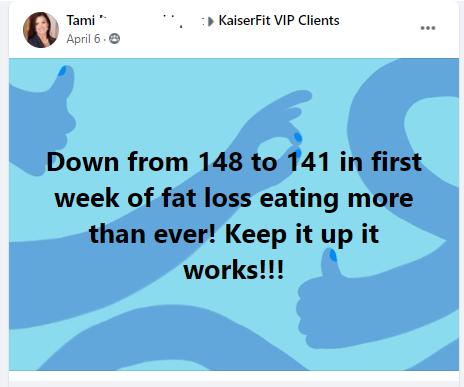 Tami KaiserFit VIP Clients
April 6 ·
Down from 148 to 141 in first
week of fat loss eating more
than ever! Keep it up it
works!!!